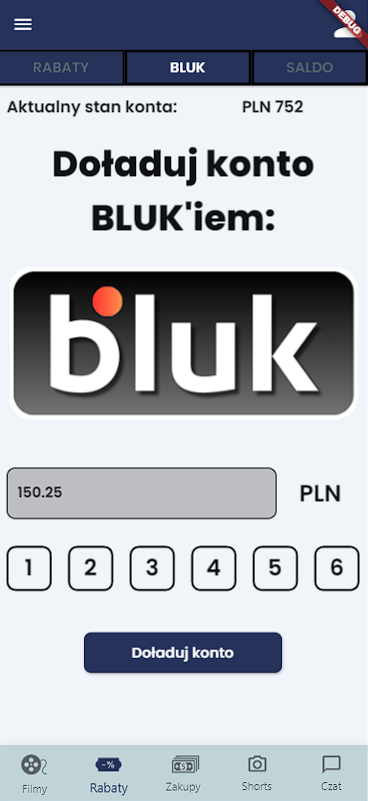 DEBUG
RABATY BLUK SALDO
Aktualny stan konta: PLN 752
Doładuj konto
BLUK'iem:
bluk
150.25 PLN
1 2 3 4 5 6
Doładuj konto
-%
Filmy Rabaty Zakupy Shorts Czat